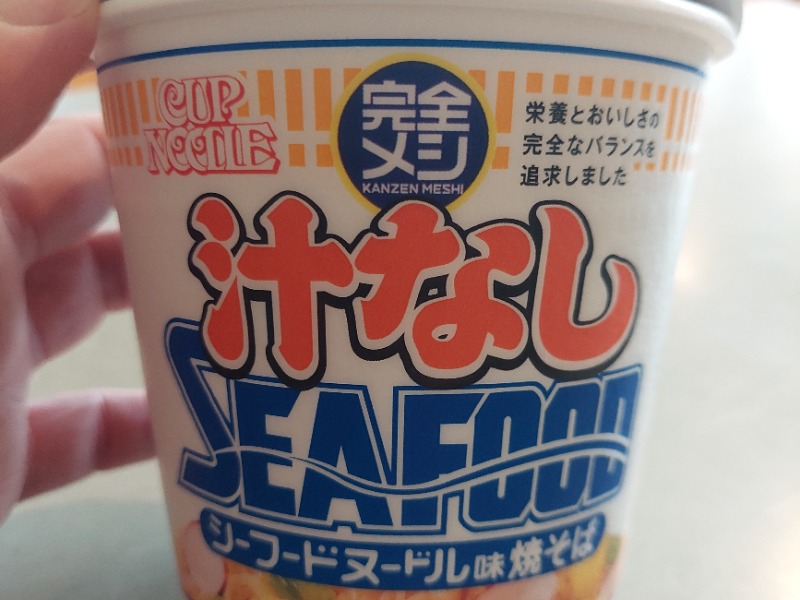 CUP
NOODLE
完全
メシ
KANZEN MESHI
栄養とおいしさの
完全なバランスを
追求しました
汁なし
SEAFOOD
シーフードヌードル味焼そば